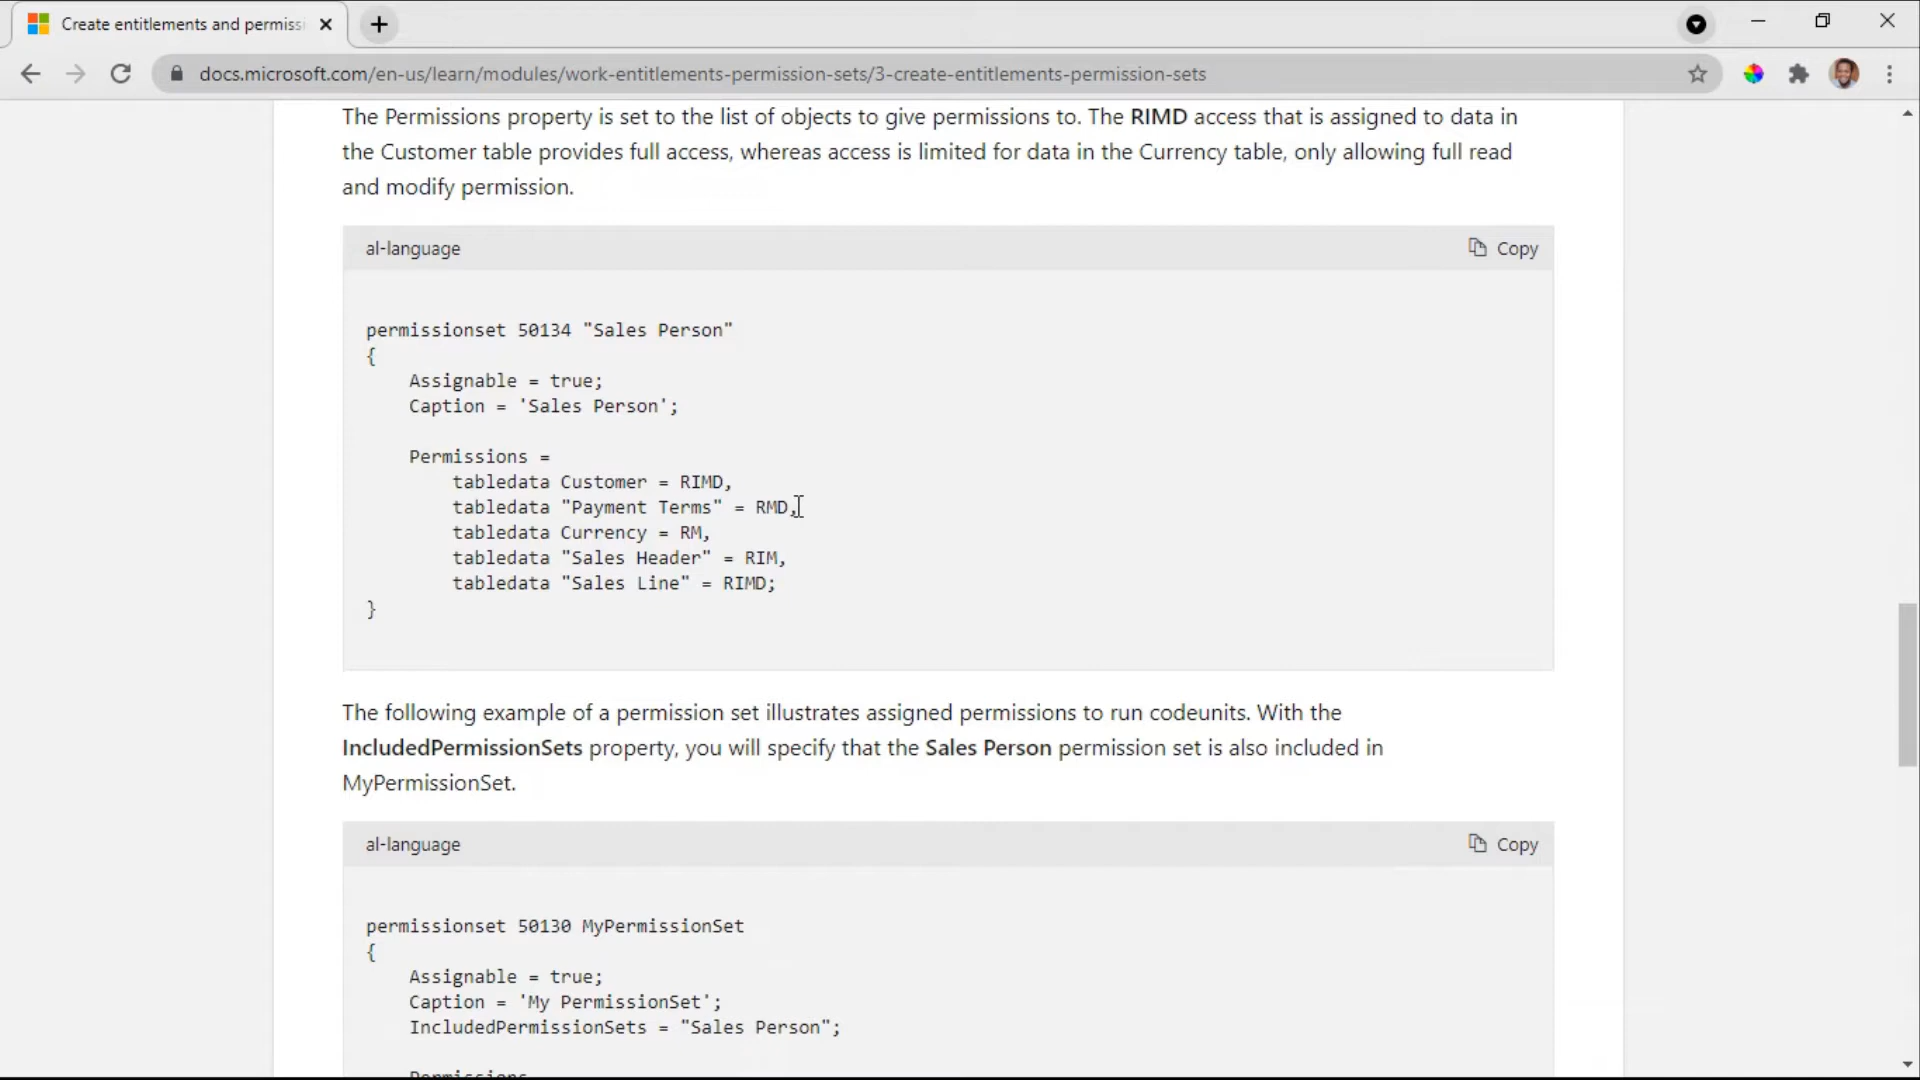 Create entitlements and permiss
docs.microsoft.com/en-us/learn/modules/work-entitlements-permission-sets/3-create-entitlements-permission-sets
The Permissions property is set to the list of objects to give permissions to. The RIMD access that is assigned to data in
the Customer table provides full access, whereas access is limited for data in the Currency table, only allowing full read
and modify permission.
al-language
Copy
permissionset 50134 "Sales Person"
{
Assignable = true;
Caption = 'Sales Person';
Permissions =
tabledata Customer = RIMD,
tabledata "Payment Terms" = RMD,
tabledata Currency = RM,
tabledata "Sales Header" = RIM,
tabledata "Sales Line" = RIMD;
}
The following example of a permission set illustrates assigned permissions to run codeunits. With the
IncludedPermissionSets property, you will specify that the Sales Person permission set is also included in
MyPermissionSet.
al-language
Copy
permissionset 50130 MyPermissionSet
{
Assignable = true;
Caption = 'My PermissionSet';
IncludedPermissionSets = "Sales Person";